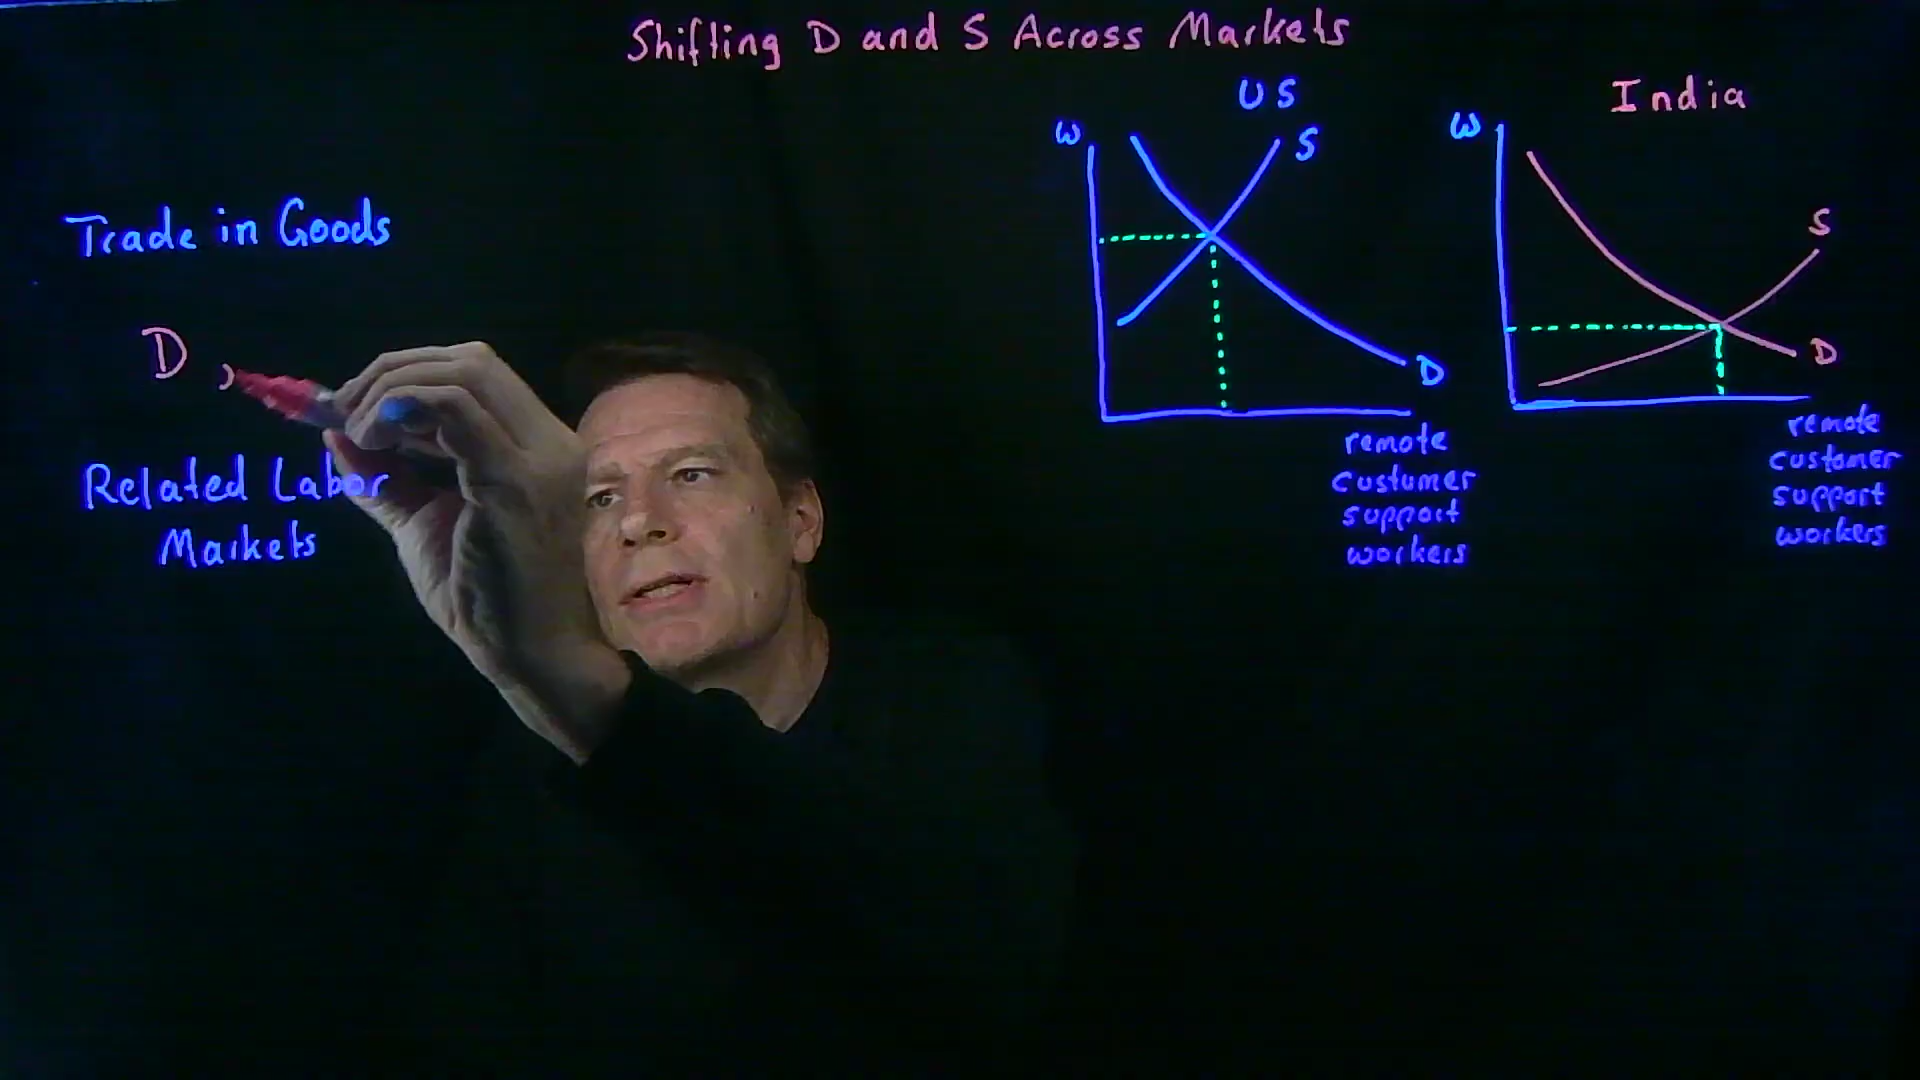 Shifting D and S Across Markets
US
India
W
S
D
remote
custumer
support
workers
W
S
D
remote
customer
support
workers
Trade in Goods
D
Related Labor
Markets